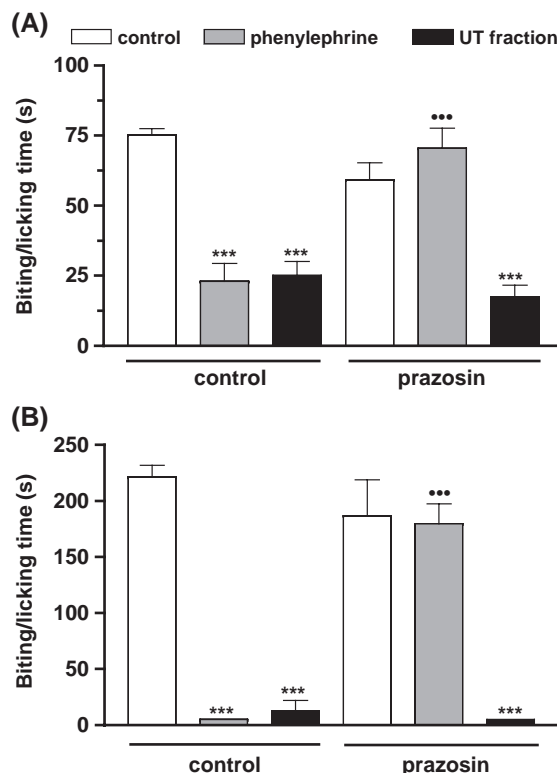 (A)
control phenylephrine UT fraction
Biting/licking time (s)
100
75
50
25
0
***
***
•••
***
control prazosin
(B)
Biting/licking time (s)
250
200
150
100
50
0
***
***
•••
***
control prazosin